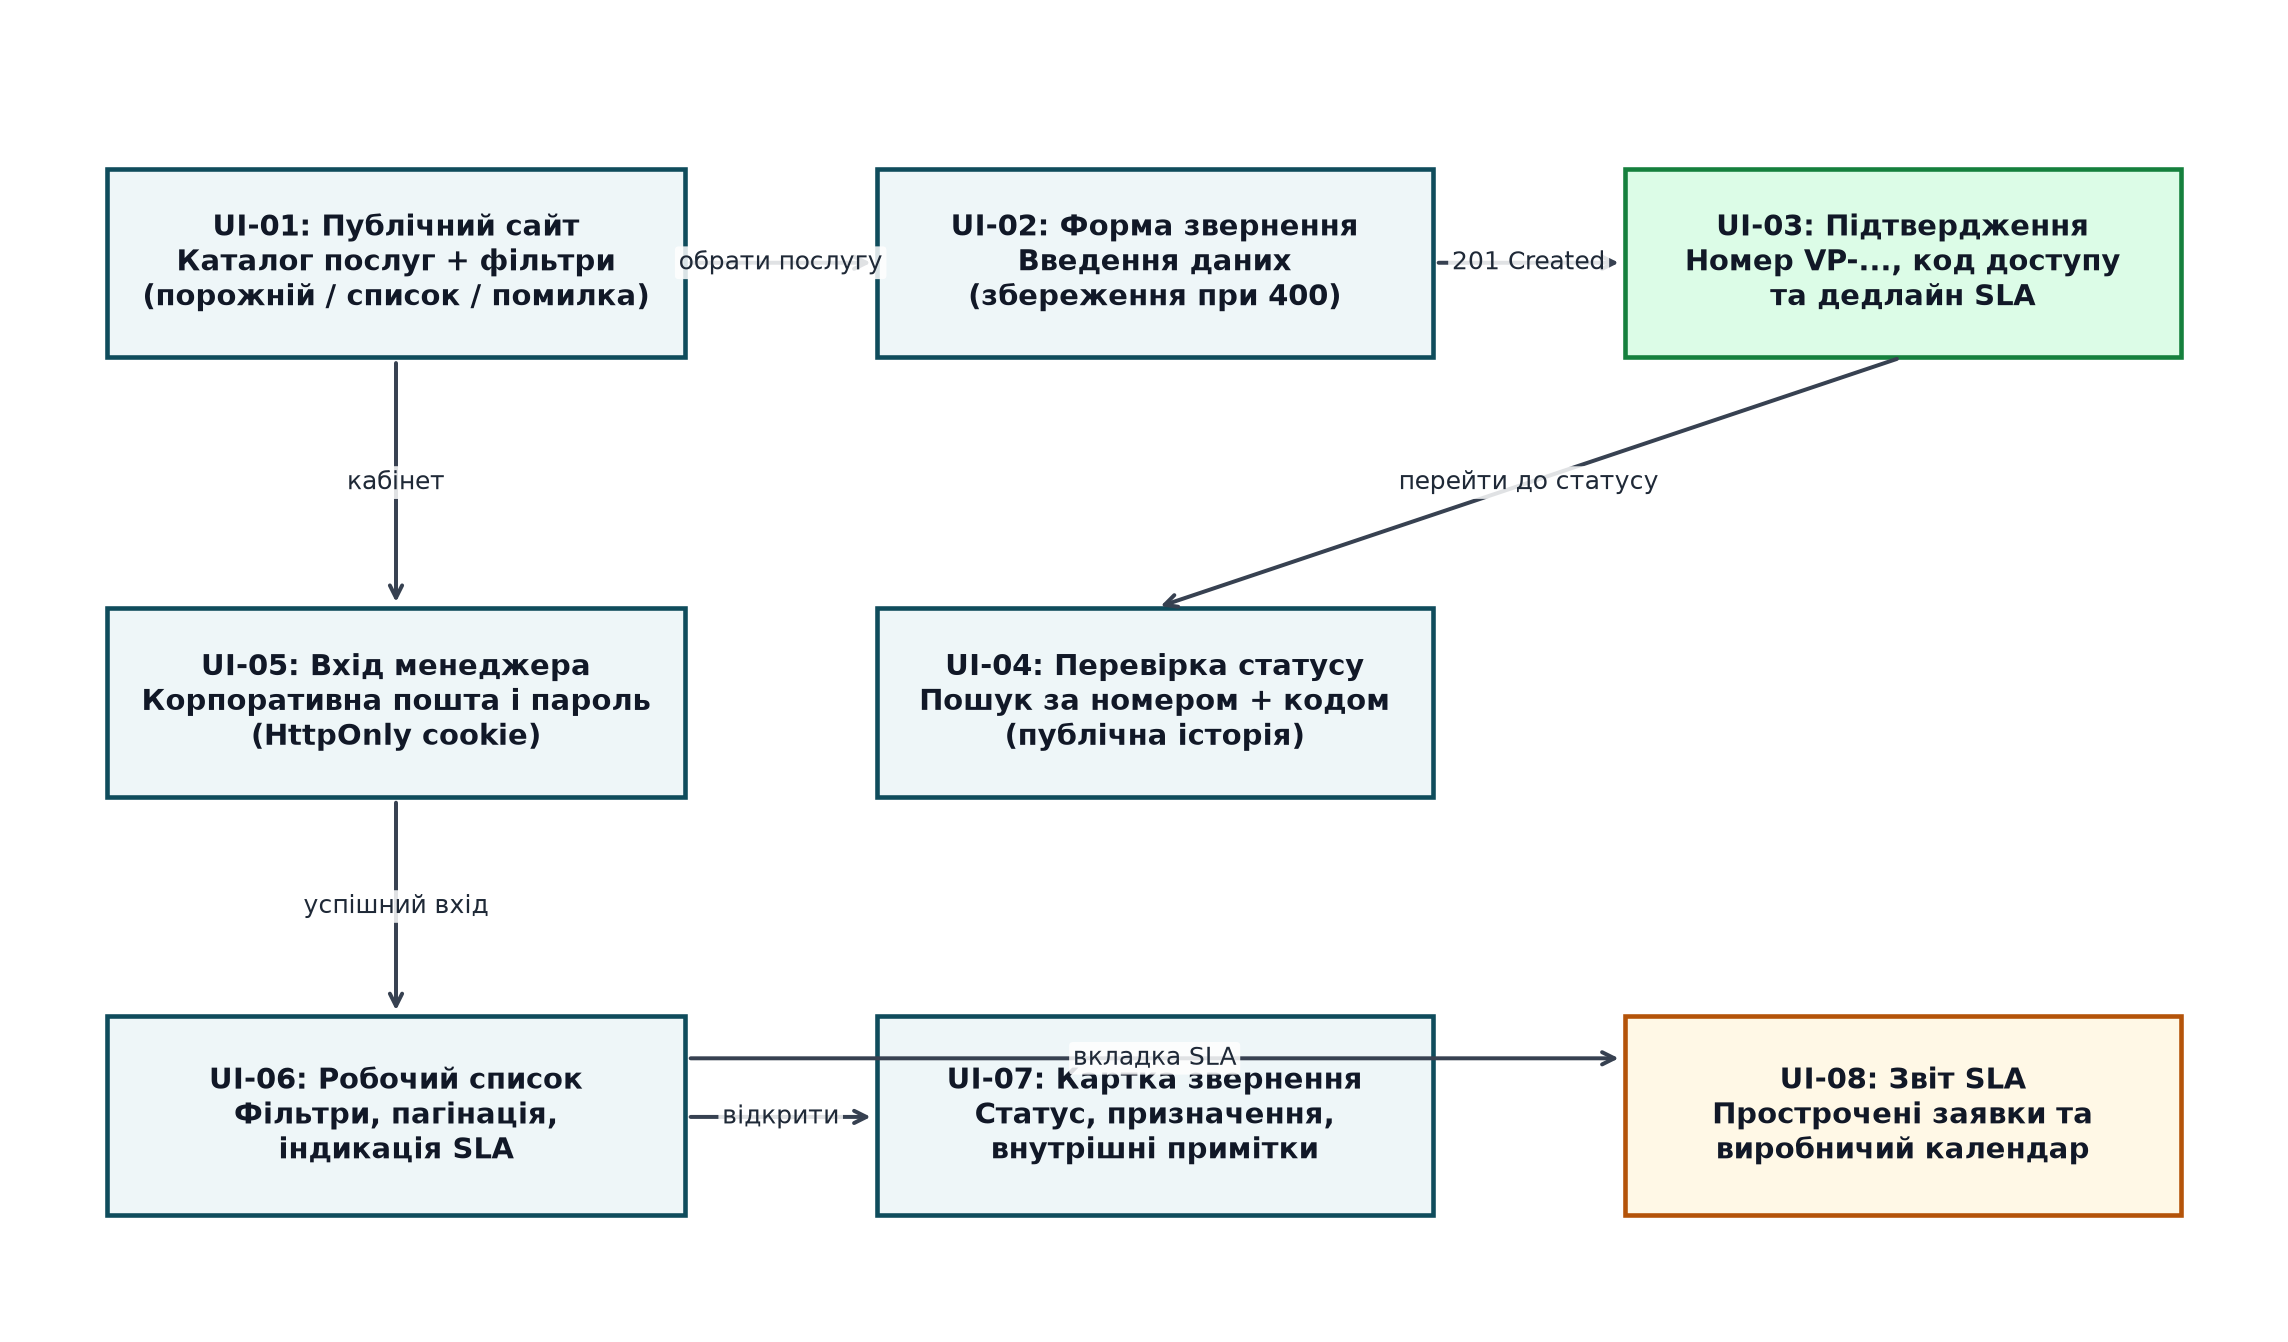 UI-01: Публічний сайт
Каталог послуг + фільтри
(порожній / список / помилка)
обрати послугу
UI-02: Форма звернення
Введення даних
(збереження при 400)
201 Created
UI-03: Підтвердження
Номер VP-..., код доступу
та дедлайн SLA
кабінет
перейти до статусу
UI-05: Вхід менеджера
Корпоративна пошта і пароль
(HttpOnly cookie)
UI-04: Перевірка статусу
Пошук за номером + кодом
(публічна історія)
успішний вхід
UI-06: Робочий список
Фільтри, пагінація,
індикація SLA
вкладка SLA
відкрити
UI-07: Картка звернення
Статус, призначення,
внутрішні примітки
UI-08: Звіт SLA
Прострочені заявки та
виробничий календар